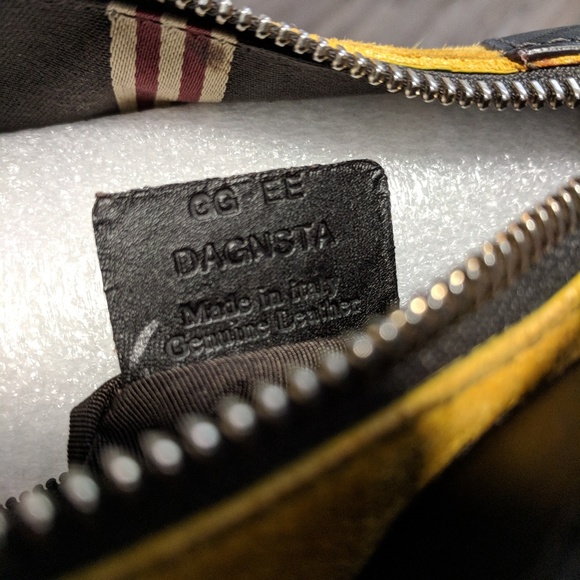 CG EE
DAGNSTA
Made in italy
Genuine Leather